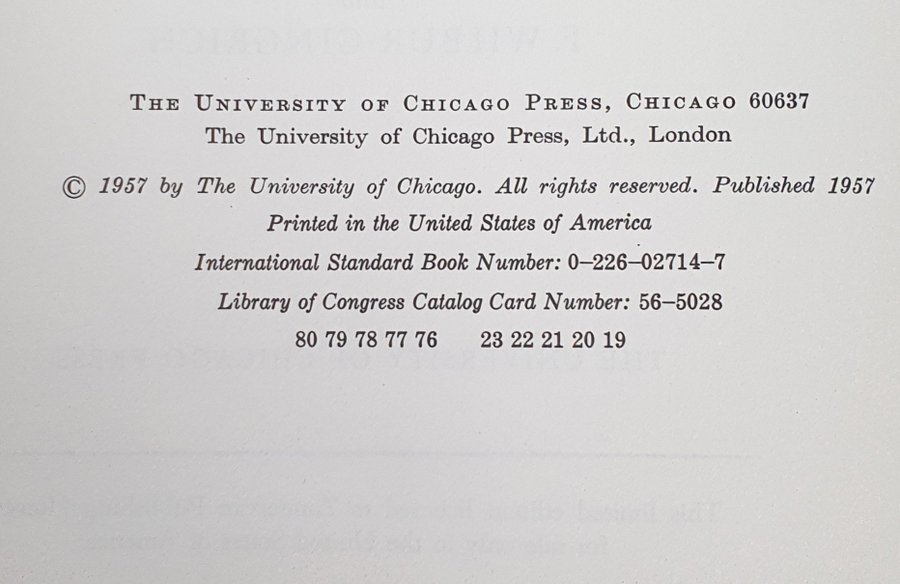 THE UNIVERSITY OF CHICAGO PRESS, CHICAGO 60637
The University of Chicago Press, Ltd., London
© 1957 by The University of Chicago. All rights reserved. Published 1957
Printed in the United States of America
International Standard Book Number: 0–226–02714–7
Library of Congress Catalog Card Number: 56–5028
80 79 78 77 76 23 22 21 20 19